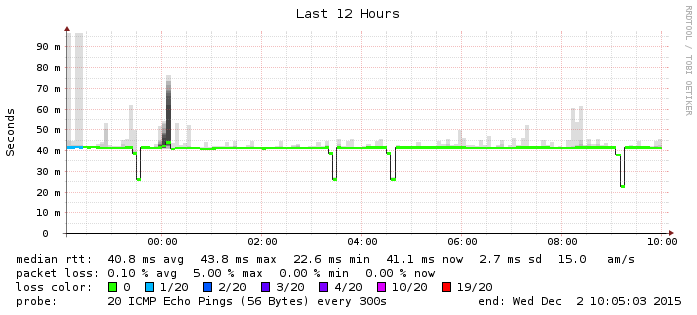 Last 12 Hours
RRDTOOL / TOBI OETIKER
Seconds
90 m
80 m
70 m
60 m
50 m
40 m
30 m
20 m
10 m
0
00:00 02:00 04:00 06:00 08:00 10:00
median rtt: 40.8 ms avg 43.8 ms max 22.6 ms min 41.1 ms now 2.7 ms sd 15.0 am/s
packet loss: 0.10 % avg 5.00 % max 0.00 % min 0.00 % now
loss color: 0 1/20 2/20 3/20 4/20 10/20 19/20
probe: 20 ICMP Echo Pings (56 Bytes) every 300s end: Wed Dec 2 10:05:03 2015